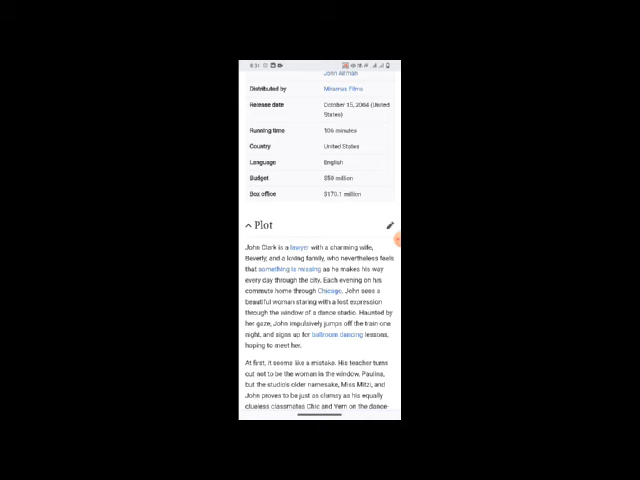 8:31
John Altman
Distributed by Miramax Films
Release date October 15, 2004 (United
States)
Running time 106 minutes
Country United States
Language English
Budget $50 million
Box office $170.1 million
Plot
John Clark is a lawyer with a charming wife,
Beverly, and a loving family, who nevertheless feels
that something is missing as he makes his way
every day through the city. Each evening on his
commute home through Chicago, John sees a
beautiful woman staring with a lost expression
through the window of a dance studio. Haunted by
her gaze, John impulsively jumps off the train one
night, and signs up for ballroom dancing lessons,
hoping to meet her.
At first, it seems like a mistake. His teacher turns
out not to be the woman in the window, Paulina,
but the studio's older namesake, Miss Mitzi, and
John proves to be just as clumsy as his equally
clueless classmates Chic and Vern on the dance-